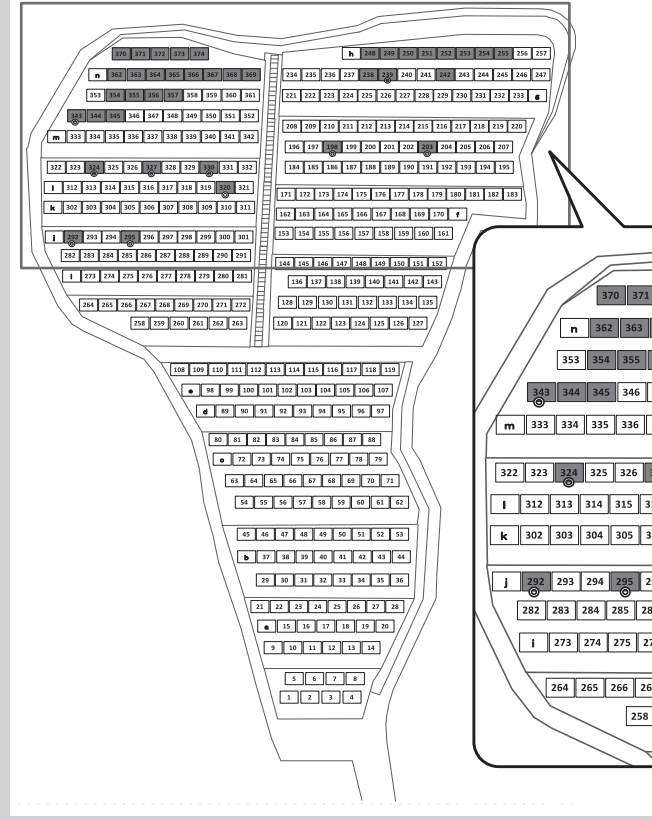 370 371 372 373 374
n 362 363 364 365 366 367 368 369
353 354 355 356 357 358 359 360 361
343 344 345 346 347 348 349 350 351 352
m 333 334 335 336 337 338 339 340 341 342
322 323 324 325 326 327 328 329 330 331 332
l 312 313 314 315 316 317 318 319 320 321
k 302 303 304 305 306 307 308 309 310 311
j 292 293 294 295 296 297 298 299 300 301
282 283 284 285 286 287 288 289 290 291
i 273 274 275 276 277 278 279 280 281
264 265 266 267 268 269 270 271 272
258 259 260 261 262 263
h 248 249 250 251 252 253 254 255 256 257
234 235 236 237 238 239 240 241 242 243 244 245 246 247
221 222 223 224 225 226 227 228 229 230 231 232 233 g
208 209 210 211 212 213 214 215 216 217 218 219 220
196 197 198 199 200 201 202 203 204 205 206 207
184 185 186 187 188 189 190 191 192 193 194 195
171 172 173 174 175 176 177 178 179 180 181 182 183
162 163 164 165 166 167 168 169 170 f
153 154 155 156 157 158 159 160 161
144 145 146 147 148 149 150 151 152
136 137 138 139 140 141 142 143
128 129 130 131 132 133 134 135
120 121 122 123 124 125 126 127
108 109 110 111 112 113 114 115 116 117 118 119
e 98 99 100 101 102 103 104 105 106 107
d 89 90 91 92 93 94 95 96 97
80 81 82 83 84 85 86 87 88
c 72 73 74 75 76 77 78 79
63 64 65 66 67 68 69 70 71
54 55 56 57 58 59 60 61 62
45 46 47 48 49 50 51 52 53
b 37 38 39 40 41 42 43 44
29 30 31 32 33 34 35 36
21 22 23 24 25 26 27 28
a 15 16 17 18 19 20
9 10 11 12 13 14
5 6 7 8
1 2 3 4
370 371
n 362 363
353 354 355
343 344 345 346
m 333 334 335 336
322 323 324 325 326
l 312 313 314 315
k 302 303 304 305
j 292 293 294 295
282 283 284 285
i 273 274 275
264 265 266
258